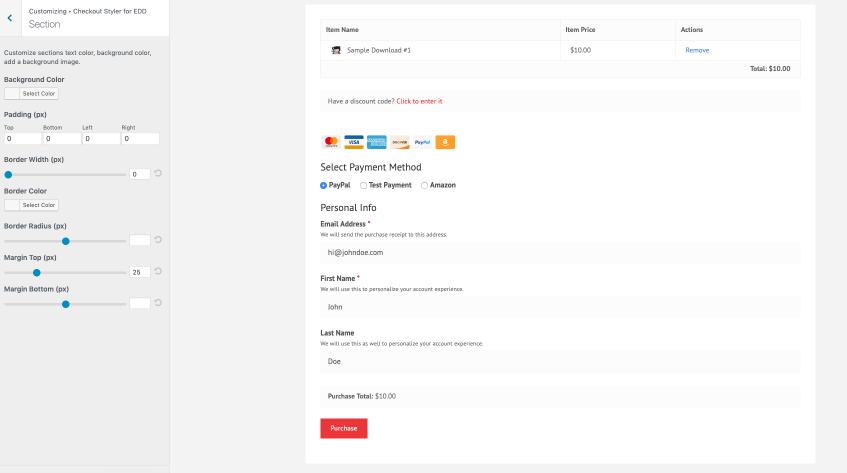 Customizing ▸ Checkout Styler for EDD
Section
Customize sections text color, background color,
add a background image.
Background Color
Select Color
Padding (px)
Top Bottom Left Right
0 0 0 0
Border Width (px)
0
Border Color
Select Color
Border Radius (px)
Margin Top (px)
25
Margin Bottom (px)
Item Name Item Price Actions
Sample Download #1 $10.00 Remove
Total: $10.00
Have a discount code? Click to enter it
VISA DISCOVER PayPal
Select Payment Method
PayPal Test Payment Amazon
Personal Info
Email Address *
We will send the purchase receipt to this address.
hi@johndoe.com
First Name *
We will use this to personalize your account experience.
John
Last Name
We will use this as well to personalize your account experience.
Doe
Purchase Total: $10.00
Purchase